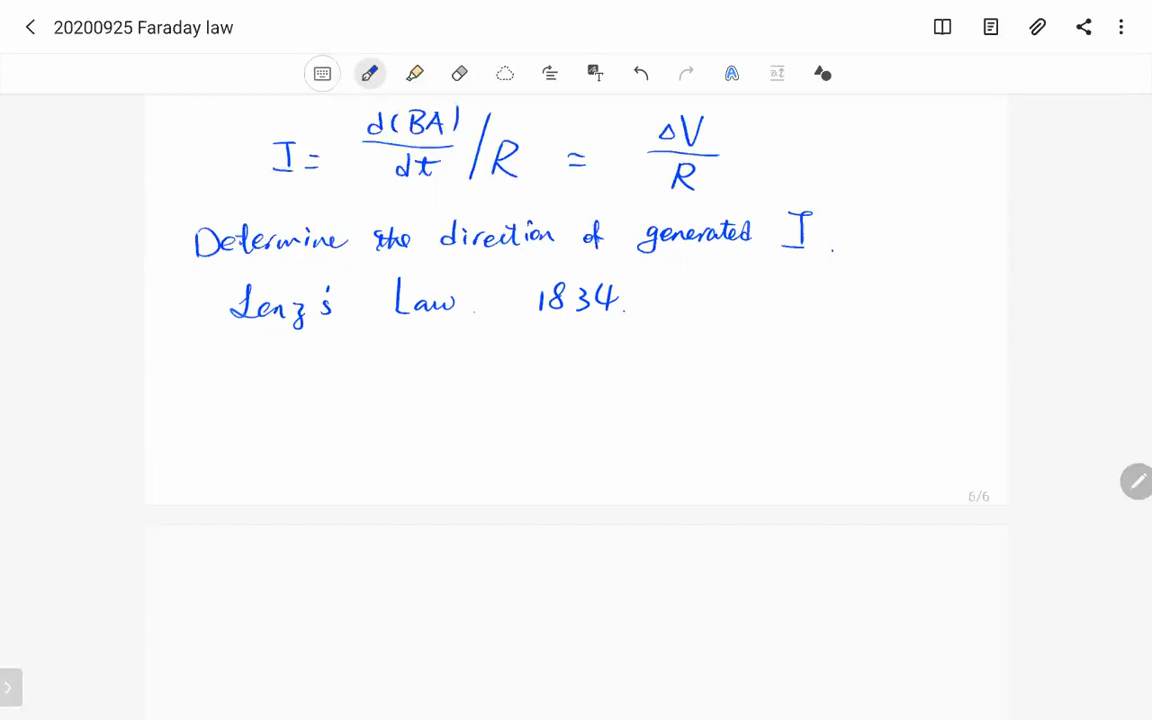 20200925 Faraday law
I = d(BA)/dt / R = ΔV/R
Determine the direction of generated I.
Lenz's Law. 1834.
6/6